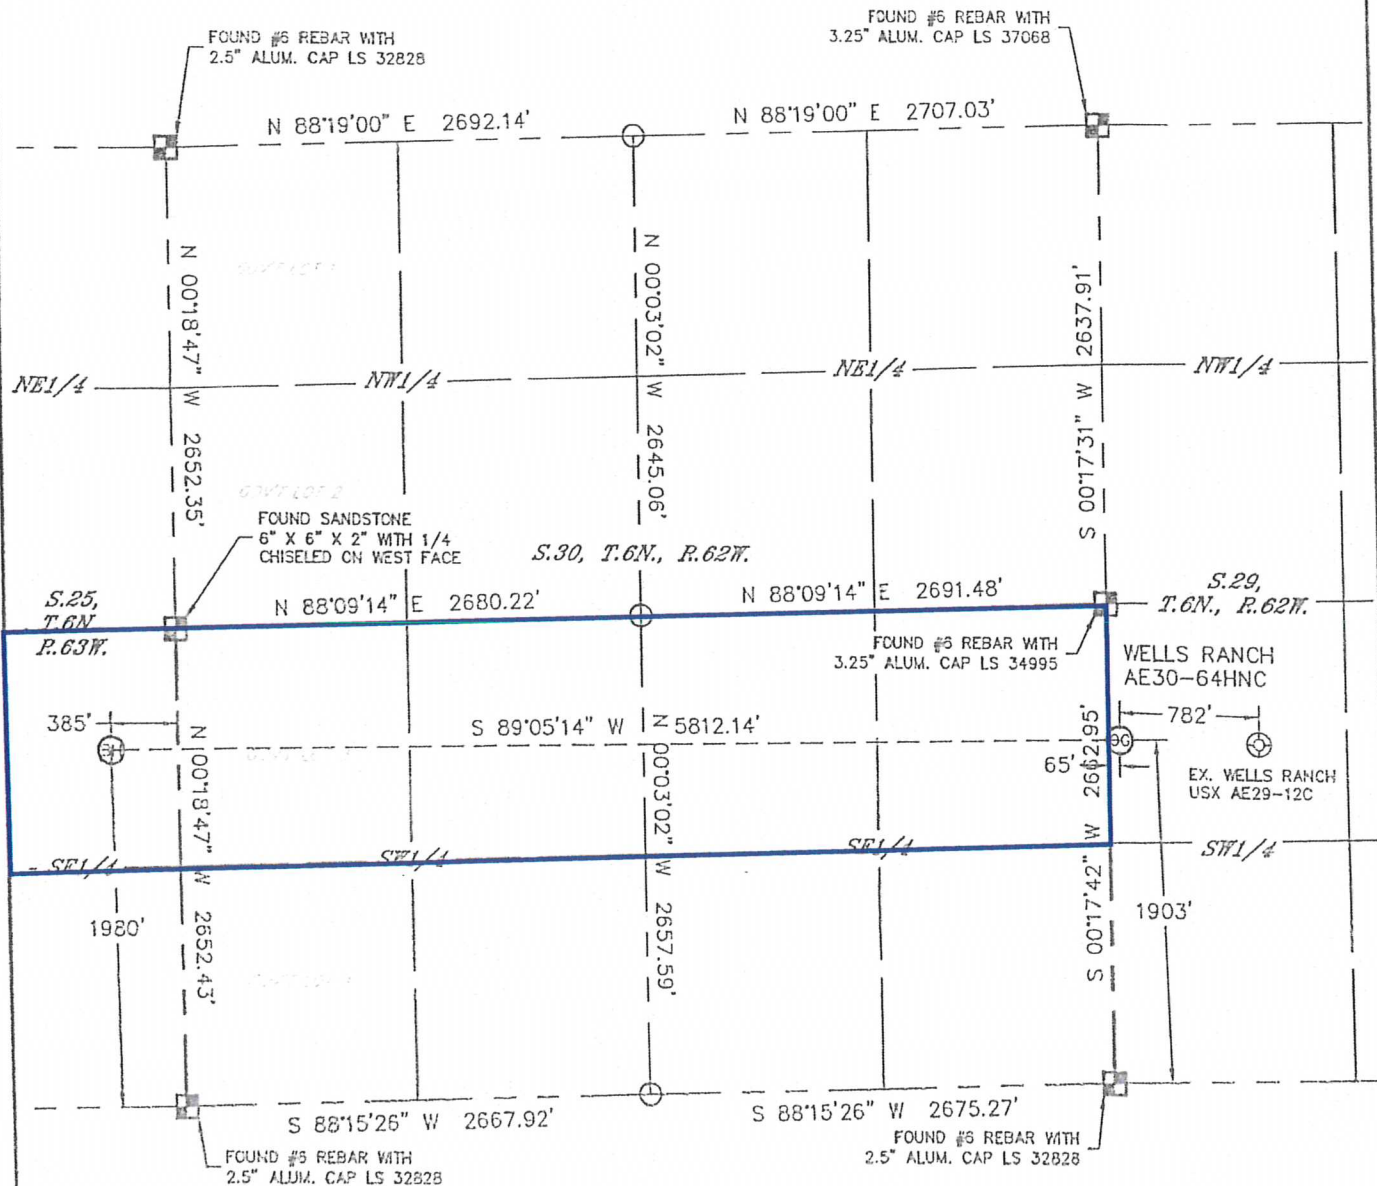 FOUND #6 REBAR WITH
2.5" ALUM. CAP LS 32828
FOUND #6 REBAR WITH
3.25" ALUM. CAP LS 37068
N 88°19'00" E 2692.14'
N 88°19'00" E 2707.03'
N 00°18'47" W 2652.35'
N 00°03'02" W 2645.06'
S 00°17'31" W 2637.91'
NE1/4
NW1/4
NE1/4
NW1/4
GOVT LOT 2
FOUND SANDSTONE
6" X 6" X 2" WITH 1/4
CHISELED ON WEST FACE
S.30, T.6N., R.62W.
S.25,
T.6N
R.63W.
N 88°09'14" E 2680.22'
N 88°09'14" E 2691.48'
S.29,
T.6N., R.62W.
FOUND #6 REBAR WITH
3.25" ALUM. CAP LS 34995
WELLS RANCH
AE30-64HNC
385'
S 89°05'14" W 5812.14'
782'
65'
EX. WELLS RANCH
USX AE29-12C
N 00°18'47" W 2652.43'
N 00°03'02" W 2657.59'
S 00°17'42" W 2662.95'
SE1/4
SW1/4
SE1/4
SW1/4
1980'
1903'
S 88°15'26" W 2667.92'
S 88°15'26" W 2675.27'
FOUND #6 REBAR WITH
2.5" ALUM. CAP LS 32828
FOUND #6 REBAR WITH
2.5" ALUM. CAP LS 32828